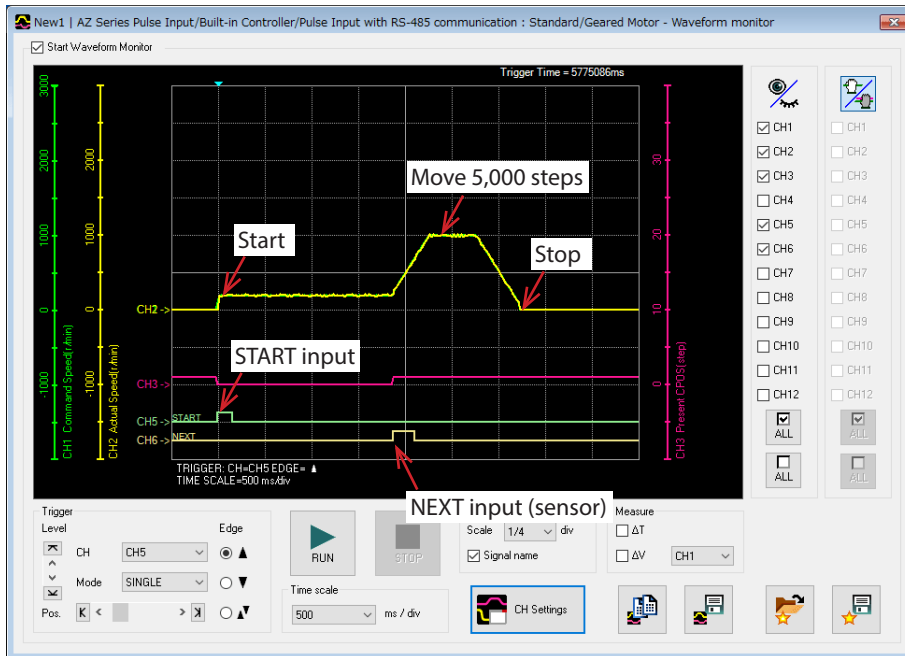 New1 | AZ Series Pulse Input/Built-in Controller/Pulse Input with RS-485 communication : Standard/Geared Motor - Waveform monitor
Start Waveform Monitor
Trigger Time = 5775086ms
3000
2000
1000
0
-1000
CH1 Command Speed(r/min)
2000
1000
0
-1000
CH2 Actual Speed(r/min)
Move 5,000 steps
Start
Stop
CH2 ->
START input
CH3 ->
CH5 ->
START
CH6 ->
NEXT
TRIGGER: CH=CH5 EDGE=
TIME SCALE=500 ms/div
NEXT input (sensor)
30
20
10
0
CH3 Present CPOS(step)
CH1
CH2
CH3
CH4
CH5
CH6
CH7
CH8
CH9
CH10
CH11
CH12
ALL
ALL
CH1
CH2
CH3
CH4
CH5
CH6
CH7
CH8
CH9
CH10
CH11
CH12
ALL
ALL
Trigger
Level
Edge
CH
CH5
Mode
SINGLE
Pos.
RUN
STOP
Time scale
500
ms / div
Scale
1/4
div
Signal name
CH Settings
Measure
ΔT
ΔV
CH1